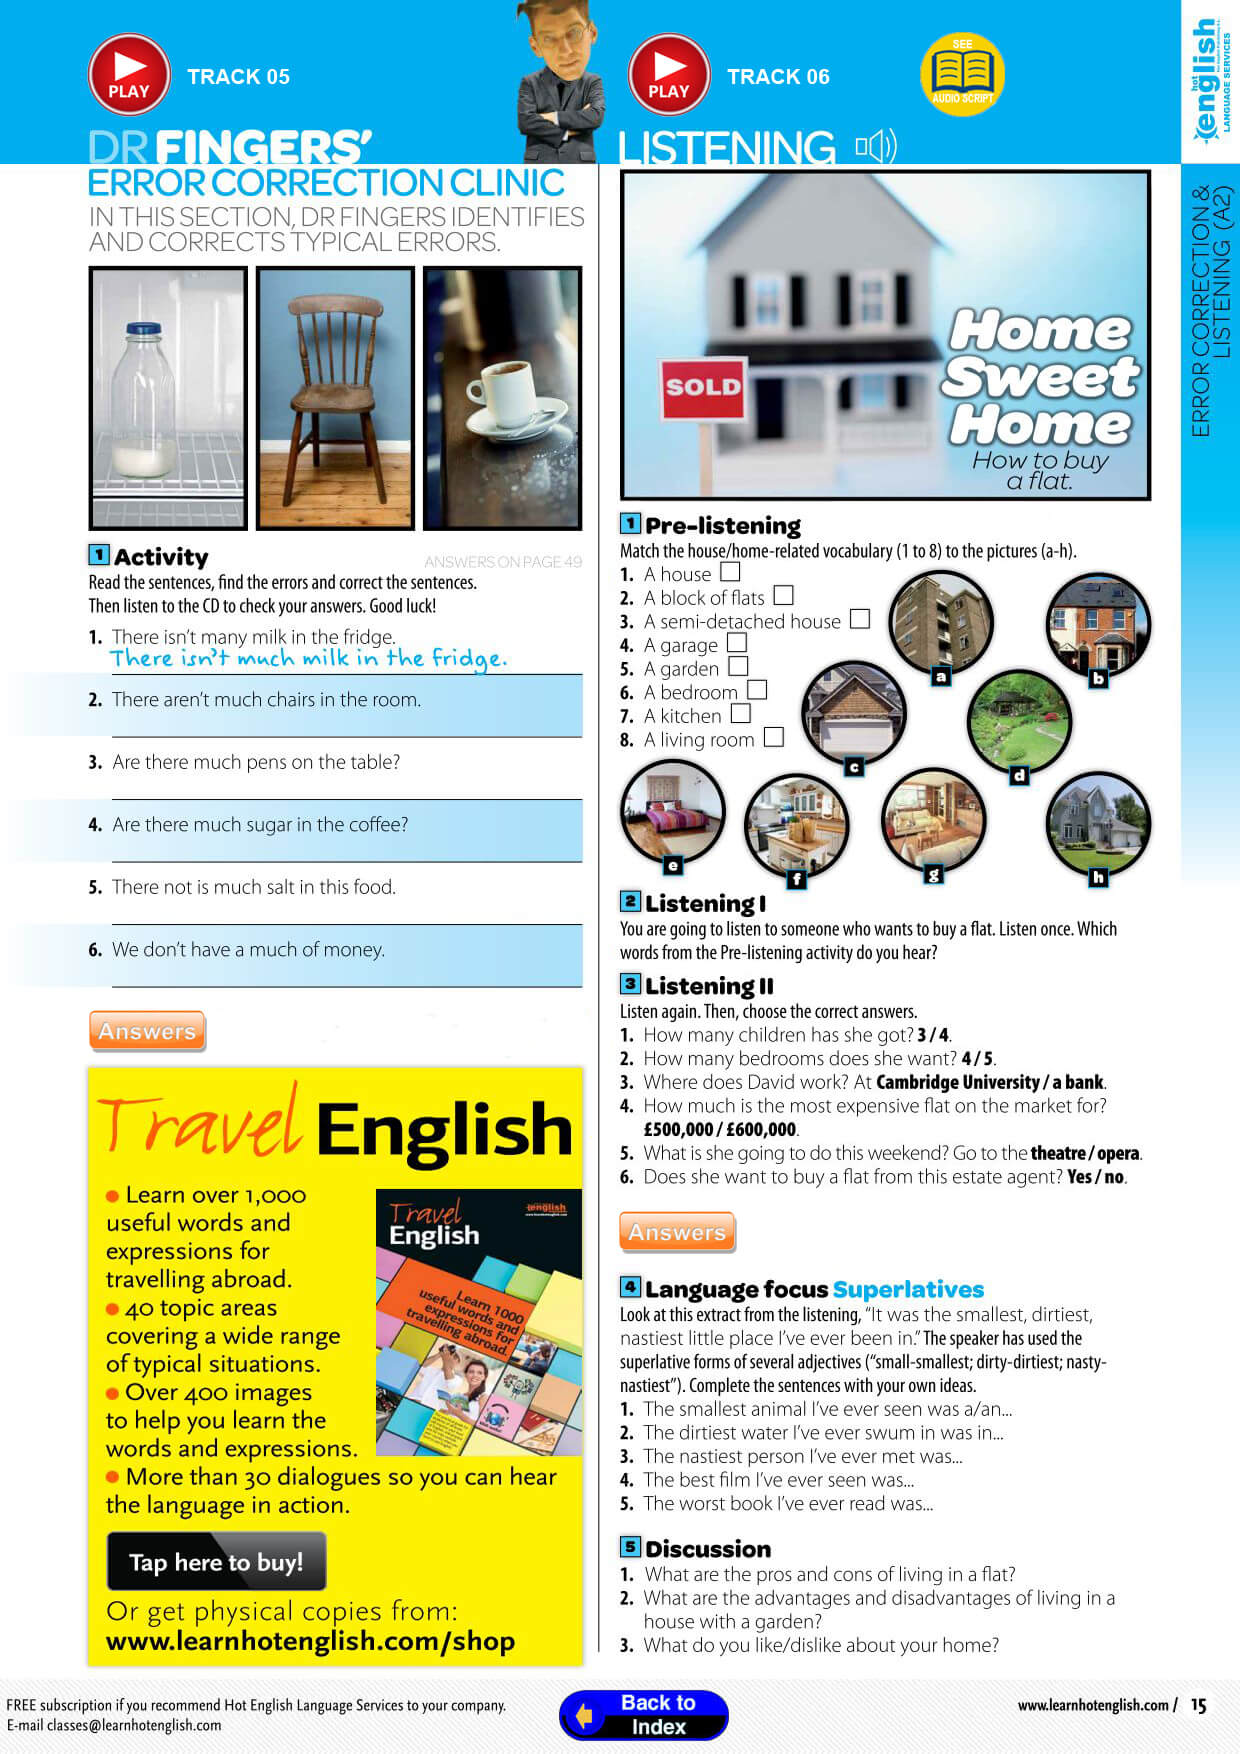 PLAY
TRACK 05
DR FINGERS'
ERROR CORRECTION CLINIC
IN THIS SECTION, DR FINGERS IDENTIFIES
AND CORRECTS TYPICAL ERRORS.
1 Activity
ANSWERS ON PAGE 49
Read the sentences, find the errors and correct the sentences.
Then listen to the CD to check your answers. Good luck!
1. There isn't many milk in the fridge.
There isn't much milk in the fridge.
2. There aren't much chairs in the room.
3. Are there much pens on the table?
4. Are there much sugar in the coffee?
5. There not is much salt in this food.
6. We don't have a much of money.
Answers
Travel English
• Learn over 1,000
useful words and
expressions for
travelling abroad.
• 40 topic areas
covering a wide range
of typical situations.
• Over 400 images
to help you learn the
words and expressions.
• More than 30 dialogues so you can hear
the language in action.
Travel
English
english
Learn 1000
useful words and
expressions for
travelling abroad.
Tap here to buy!
Or get physical copies from:
www.learnhotenglish.com/shop
PLAY
TRACK 06
SEE
AUDIO SCRIPT
LISTENING
SOLD
Home
Sweet
Home
How to buy
a flat.
1 Pre-listening
Match the house/home-related vocabulary (1 to 8) to the pictures (a-h).
1. A house
2. A block of flats
3. A semi-detached house
4. A garage
5. A garden
6. A bedroom
7. A kitchen
8. A living room
a
b
c
d
e
f
g
h
2 Listening I
You are going to listen to someone who wants to buy a flat. Listen once. Which
words from the Pre-listening activity do you hear?
3 Listening II
Listen again. Then, choose the correct answers.
1. How many children has she got? 3 / 4.
2. How many bedrooms does she want? 4 / 5.
3. Where does David work? At Cambridge University / a bank.
4. How much is the most expensive flat on the market for?
£500,000 / £600,000.
5. What is she going to do this weekend? Go to the theatre / opera.
6. Does she want to buy a flat from this estate agent? Yes / no.
Answers
4 Language focus Superlatives
Look at this extract from the listening, "It was the smallest, dirtiest,
nastiest little place I've ever been in." The speaker has used the
superlative forms of several adjectives ("small-smallest; dirty-dirtiest; nasty-
nastiest"). Complete the sentences with your own ideas.
1. The smallest animal I've ever seen was a/an...
2. The dirtiest water I've ever swum in was in...
3. The nastiest person I've ever met was...
4. The best film I've ever seen was...
5. The worst book I've ever read was...
5 Discussion
1. What are the pros and cons of living in a flat?
2. What are the advantages and disadvantages of living in a
house with a garden?
3. What do you like/dislike about your home?
hot
english
LANGUAGE SERVICES
ERROR CORRECTION &
LISTENING (A2)
FREE subscription if you recommend Hot English Language Services to your company.
E-mail classes@learnhotenglish.com
Back to
Index
www.learnhotenglish.com / 15